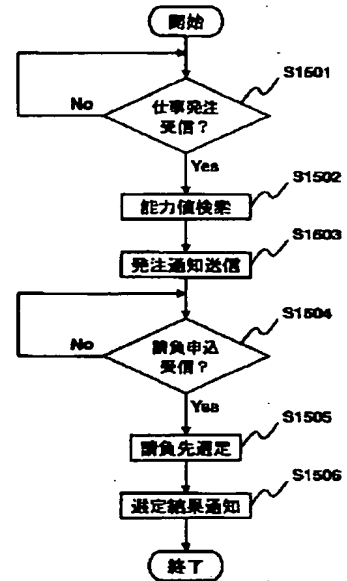 開始
S1501
仕事発注
受信？
No
Yes
S1502
能力値検索
S1503
発注通知送信
S1504
請負申込
受信？
No
Yes
S1505
請負先選定
S1506
選定結果通知
終了